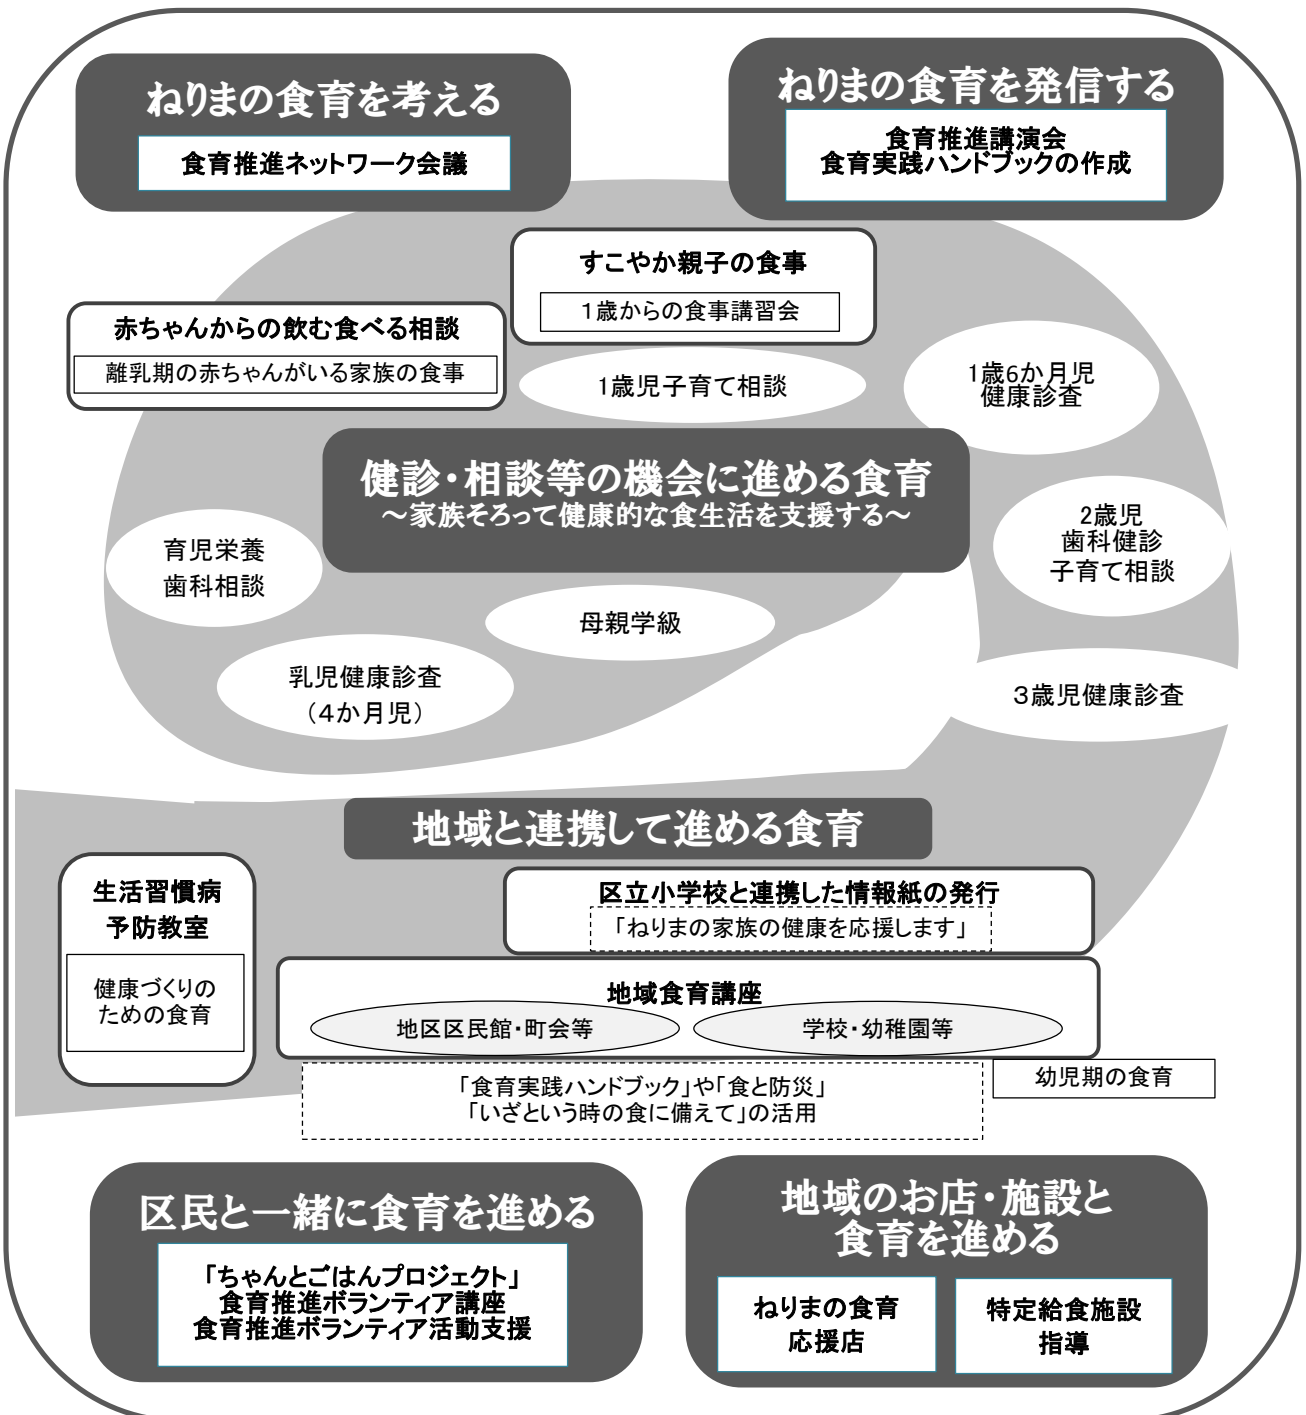 ねりまの食育を考える
食育推進ネットワーク会議
ねりまの食育を発信する
食育推進講演会
食育実践ハンドブックの作成
すこやか親子の食事
1歳からの食事講習会
赤ちゃんからの飲む食べる相談
離乳期の赤ちゃんがいる家族の食事
1歳児子育て相談
1歳6か月児
健康診査
健診・相談等の機会に進める食育
～家族そろって健康的な食生活を支援する～
2歳児
歯科健診
子育て相談
育児栄養
歯科相談
母親学級
乳児健康診査
（4か月児）
3歳児健康診査
地域と連携して進める食育
生活習慣病
予防教室
健康づくりの
ための食育
区立小学校と連携した情報紙の発行
「ねりまの家族の健康を応援します」
地域食育講座
地区区民館・町会等
学校・幼稚園等
「食育実践ハンドブック」や「食と防災」
「いざという時の食に備えて」の活用
幼児期の食育
区民と一緒に食育を進める
「ちゃんとごはんプロジェクト」
食育推進ボランティア講座
食育推進ボランティア活動支援
地域のお店・施設と
食育を進める
ねりまの食育
応援店
特定給食施設
指導